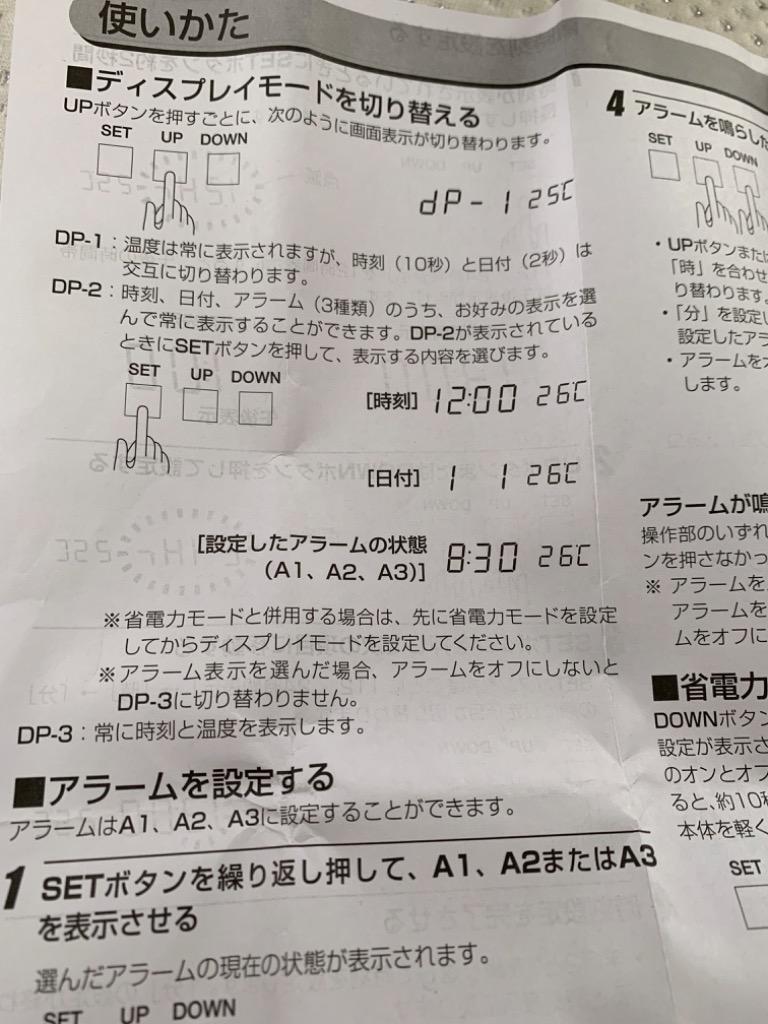 使いかた
■ディスプレイモードを切り替える
UPボタンを押すごとに、次のように画面表示が切り替わります。
SET UP DOWN
dP-1 25C
DP-1：温度は常に表示されますが、時刻（10秒）と日付（2秒）は
交互に切り替わります。
DP-2：時刻、日付、アラーム（3種類）のうち、お好みの表示を選
んで常に表示することができます。DP-2が表示されている
ときにSETボタンを押して、表示する内容を選びます。
SET UP DOWN
[時刻] 12:00 26℃
[日付] 1 1 26℃
[設定したアラームの状態
（A1、A2、A3）] 8:30 26℃
※省電力モードと併用する場合は、先に省電力モードを設定
してからディスプレイモードを設定してください。
※アラーム表示を選んだ場合、アラームをオフにしないと
DP-3に切り替わりません。
DP-3：常に時刻と温度を表示します。
■アラームを設定する
アラームはA1、A2、A3に設定することができます。
1 SETボタンを繰り返し押して、A1、A2またはA3
を表示させる
選んだアラームの現在の状態が表示されます。
SET UP DOWN
4 アラームを鳴らした
SET UP DOWN
・UPボタンまた
「時」を合わせ
り替わります。
・「分」を設定し
設定したアラ
・アラームをオ
します。
アラームが鳴
操作部のいずれ
ンを押さなかっ
※ アラームを
アラームを
ムをオフに
■省電力
DOWNボタン
設定が表示さ
のオンとオフ
ると、約10秒
本体を軽く
SET